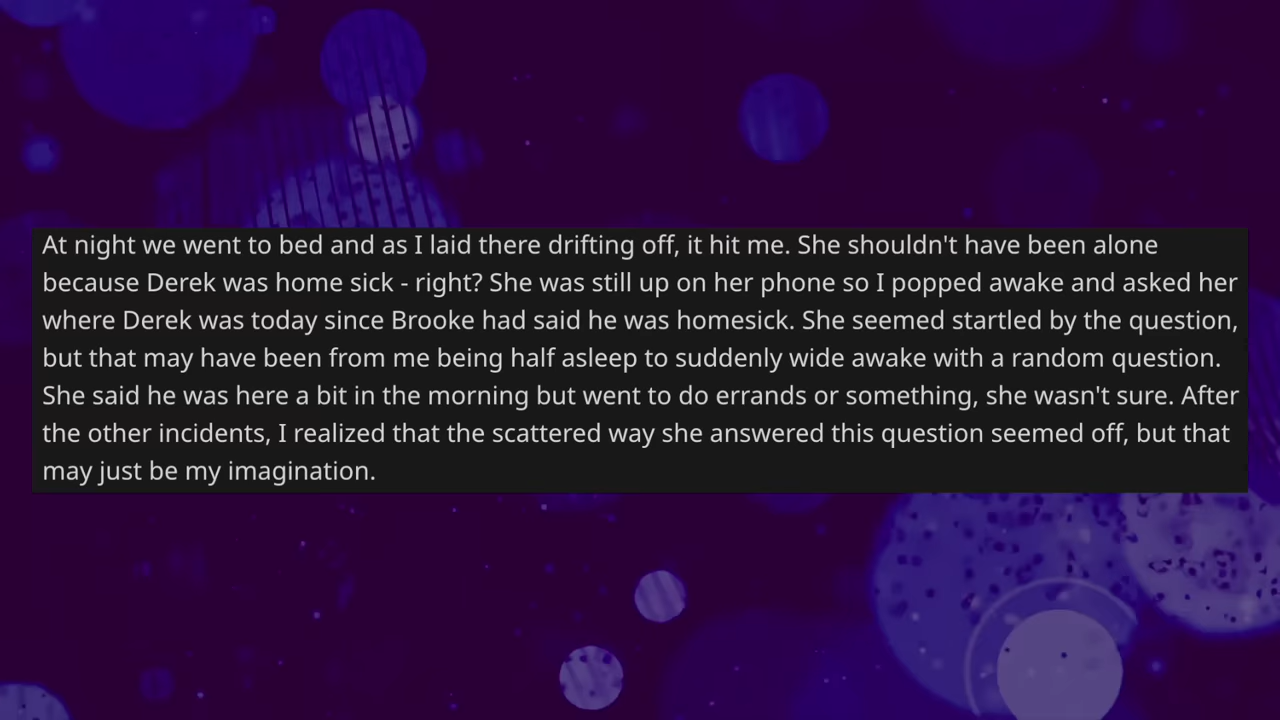 At night we went to bed and as I laid there drifting off, it hit me. She shouldn't have been alone
because Derek was home sick - right? She was still up on her phone so I popped awake and asked her
where Derek was today since Brooke had said he was homesick. She seemed startled by the question,
but that may have been from me being half asleep to suddenly wide awake with a random question.
She said he was here a bit in the morning but went to do errands or something, she wasn't sure. After
the other incidents, I realized that the scattered way she answered this question seemed off, but that
may just be my imagination.